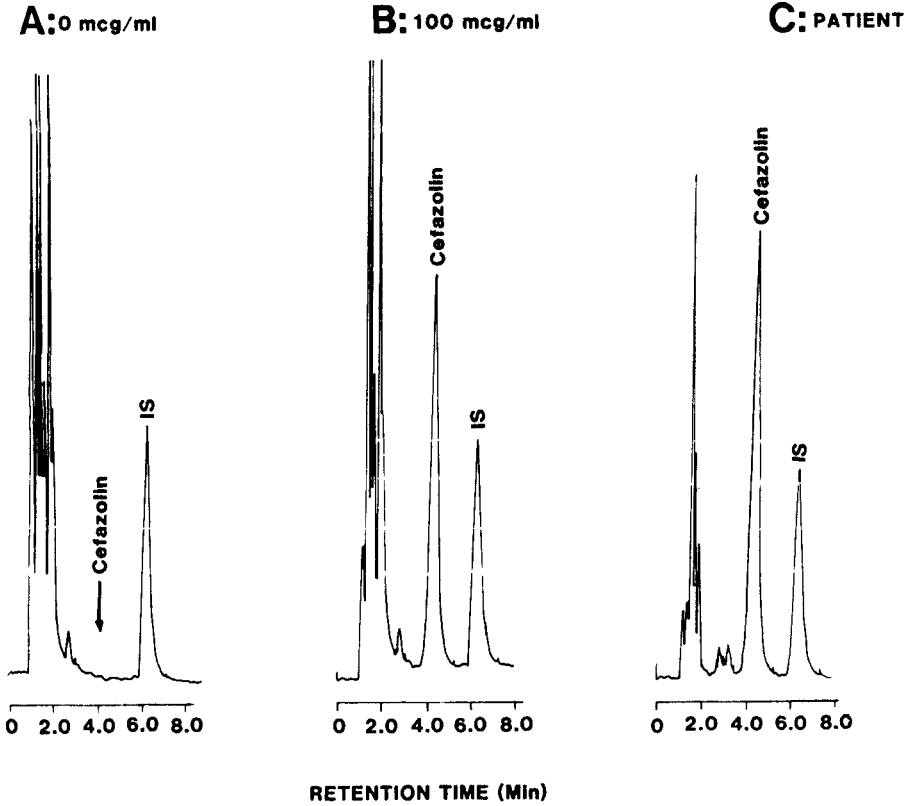 A: 0 mcg/ml
B: 100 mcg/ml
C: PATIENT
Cefazolin
IS
Cefazolin
IS
Cefazolin
IS
0 2.0 4.0 6.0 8.0
0 2.0 4.0 6.0 8.0
0 2.0 4.0 6.0 8.0
RETENTION TIME (Min)